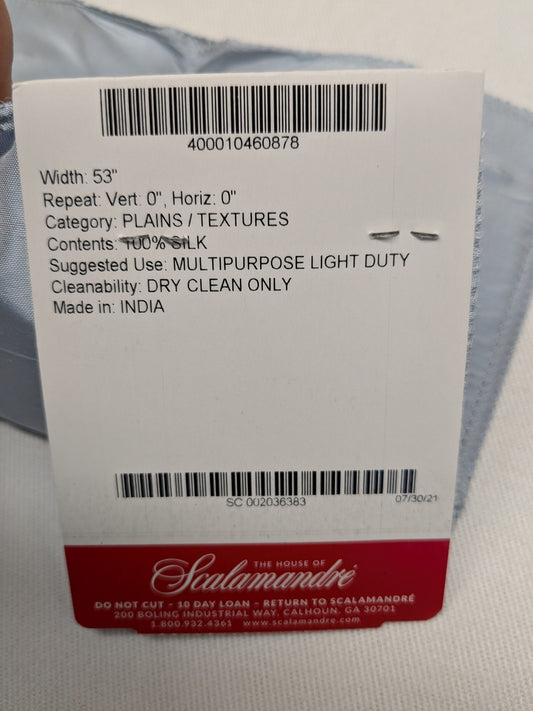 400010460878
Width: 53"
Repeat: Vert: 0", Horiz: 0"
Category: PLAINS / TEXTURES
Contents: 100% SILK
Suggested Use: MULTIPURPOSE LIGHT DUTY
Cleanability: DRY CLEAN ONLY
Made in: INDIA
SC 002036383
07/30/21
THE HOUSE OF
Scalamandré
DO NOT CUT - 10 DAY LOAN - RETURN TO SCALAMANDRÉ
200 BOLING INDUSTRIAL WAY, CALHOUN, GA 30701
1.800.932.4361 www.scalamandre.com